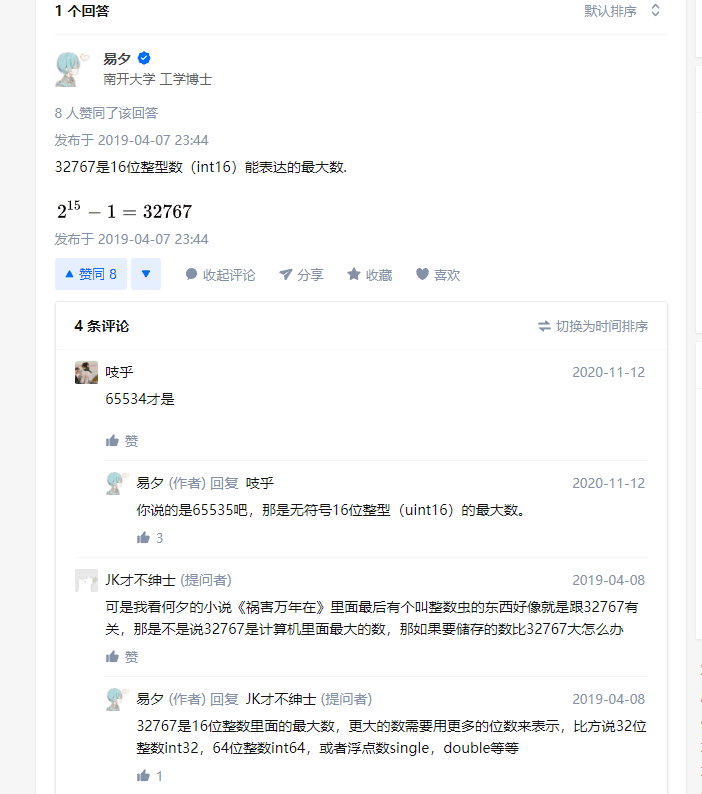 1 个回答
默认排序
易夕
南开大学 工学博士
8 人赞同了该回答
发布于 2019-04-07 23:44
32767是16位整型数（int16）能表达的最大数.
2^15 − 1 = 32767
发布于 2019-04-07 23:44
赞同 8 收起评论 分享 收藏 喜欢
4 条评论
切换为时间排序
吱乎 2020-11-12
65534才是
赞
易夕 (作者) 回复 吱乎 2020-11-12
你说的是65535吧，那是无符号16位整型（uint16）的最大数。
3
JK才不绅士 (提问者) 2019-04-08
可是我看何夕的小说《祸害万年在》里面最后有个叫整数虫的东西好像就是跟32767有
关，那是不是说32767是计算机里面最大的数，那如果要储存的数比32767大怎么办
赞
易夕 (作者) 回复 JK才不绅士 (提问者) 2019-04-08
32767是16位整数里面的最大数，更大的数需要用更多的位数来表示，比方说32位
整数int32，64位整数int64，或者浮点数single，double等等
1